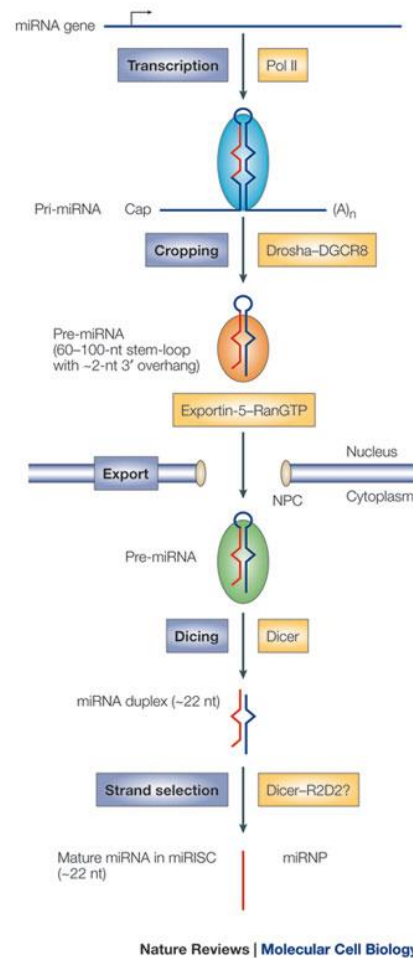 miRNA gene
Transcription Pol II
Pri-miRNA Cap (A)n
Cropping Drosha–DGCR8
Pre-miRNA
(60–100-nt stem-loop
with ~2-nt 3′ overhang)
Exportin-5–RanGTP
Nucleus
Export
NPC Cytoplasm
Pre-miRNA
Dicing Dicer
miRNA duplex (~22 nt)
Strand selection Dicer–R2D2?
Mature miRNA in miRISC miRNP
(~22 nt)
Nature Reviews | Molecular Cell Biology